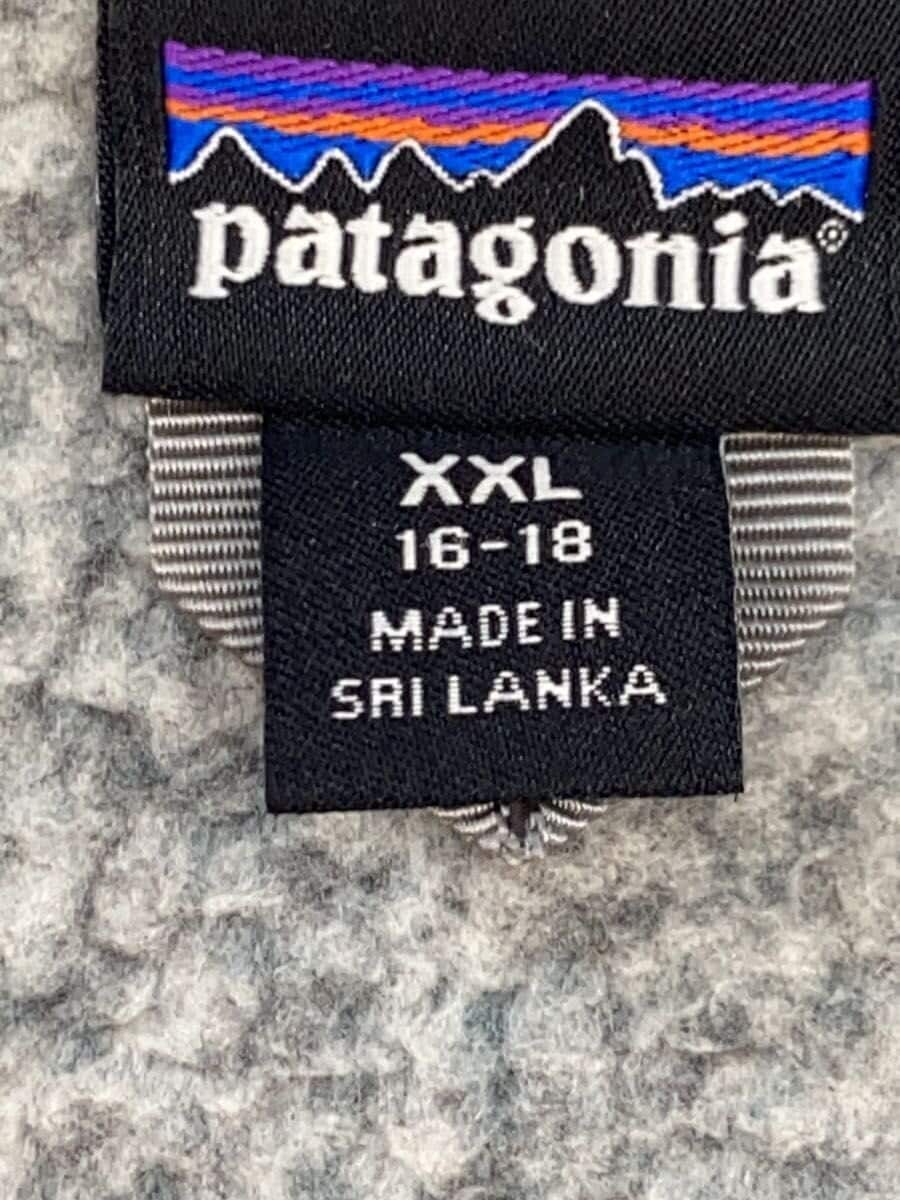 patagonia®
XXL
16-18
MADE IN
SRI LANKA